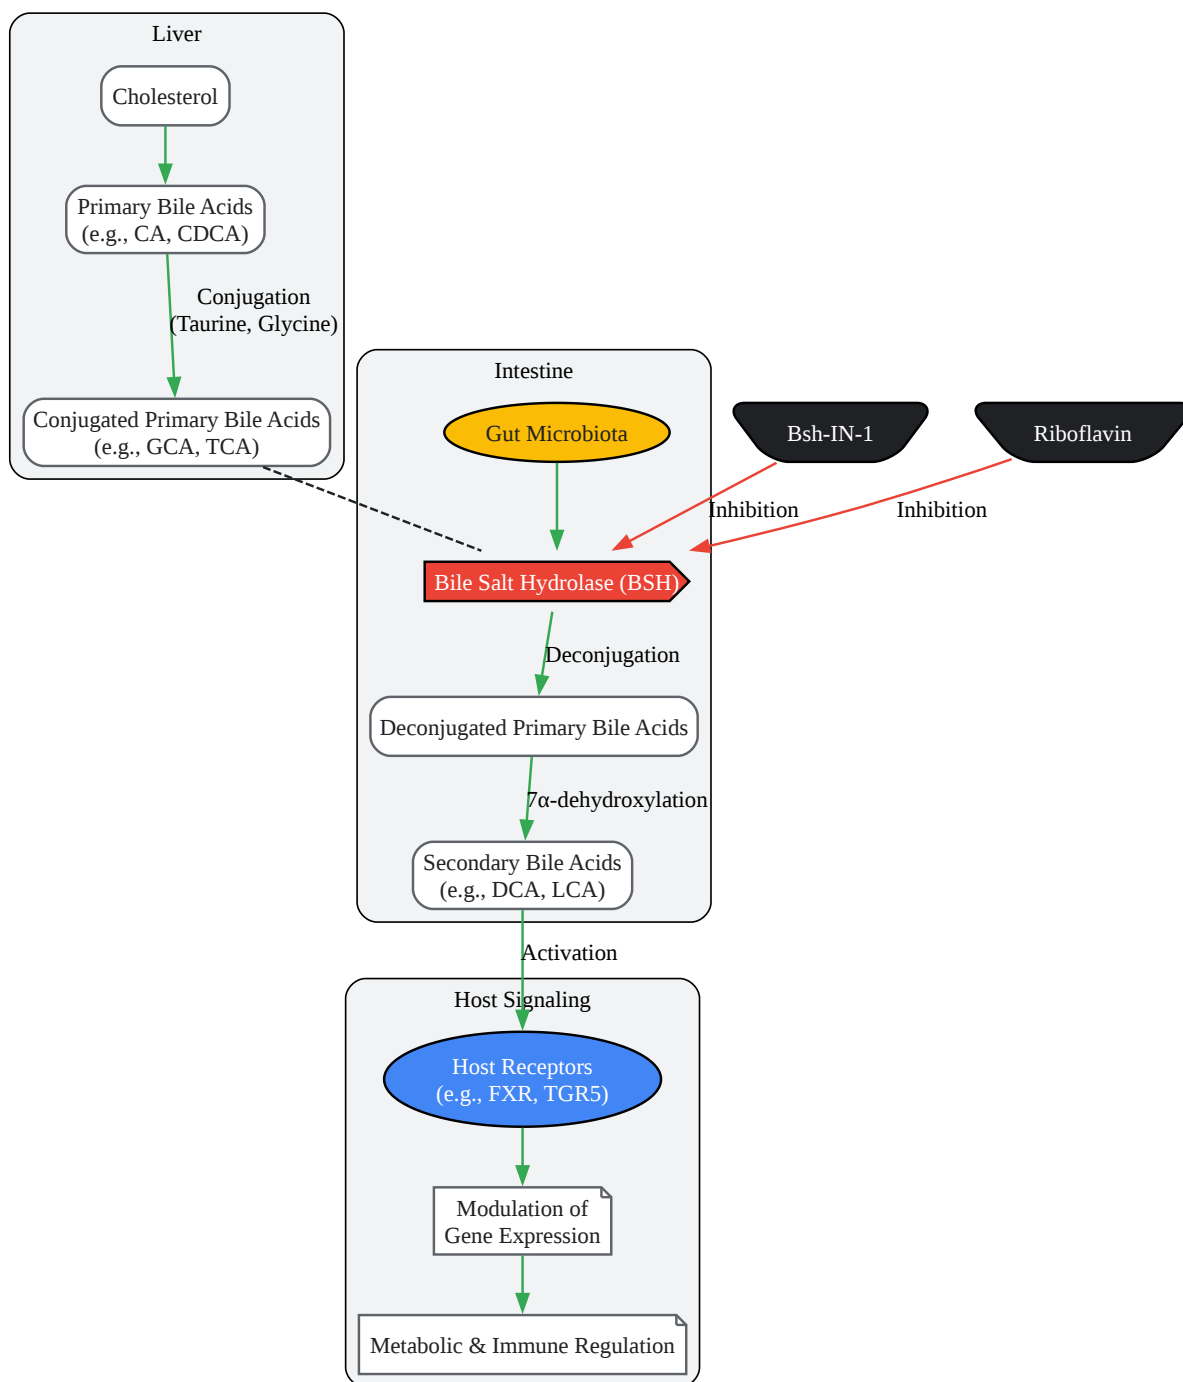 Liver
Cholesterol
Primary Bile Acids
(e.g., CA, CDCA)
Conjugation
(Taurine, Glycine)
Conjugated Primary Bile Acids
(e.g., GCA, TCA)
Intestine
Gut Microbiota
Bsh-IN-1
Riboflavin
Inhibition
Inhibition
Bile Salt Hydrolase (BSH)
Deconjugation
Deconjugated Primary Bile Acids
7α-dehydroxylation
Secondary Bile Acids
(e.g., DCA, LCA)
Activation
Host Signaling
Host Receptors
(e.g., FXR, TGR5)
Modulation of
Gene Expression
Metabolic & Immune Regulation